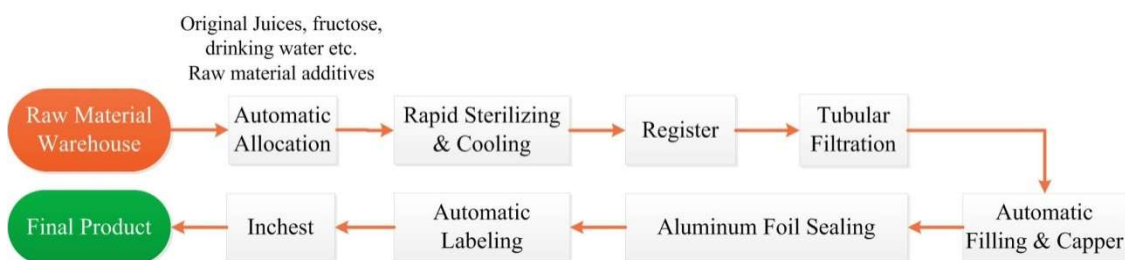 Original Juices, fructose,
drinking water etc.
Raw material additives
Raw Material
Warehouse
Automatic
Allocation
Rapid Sterilizing
& Cooling
Register
Tubular
Filtration
Automatic
Filling & Capper
Aluminum Foil Sealing
Automatic
Labeling
Inchest
Final Product